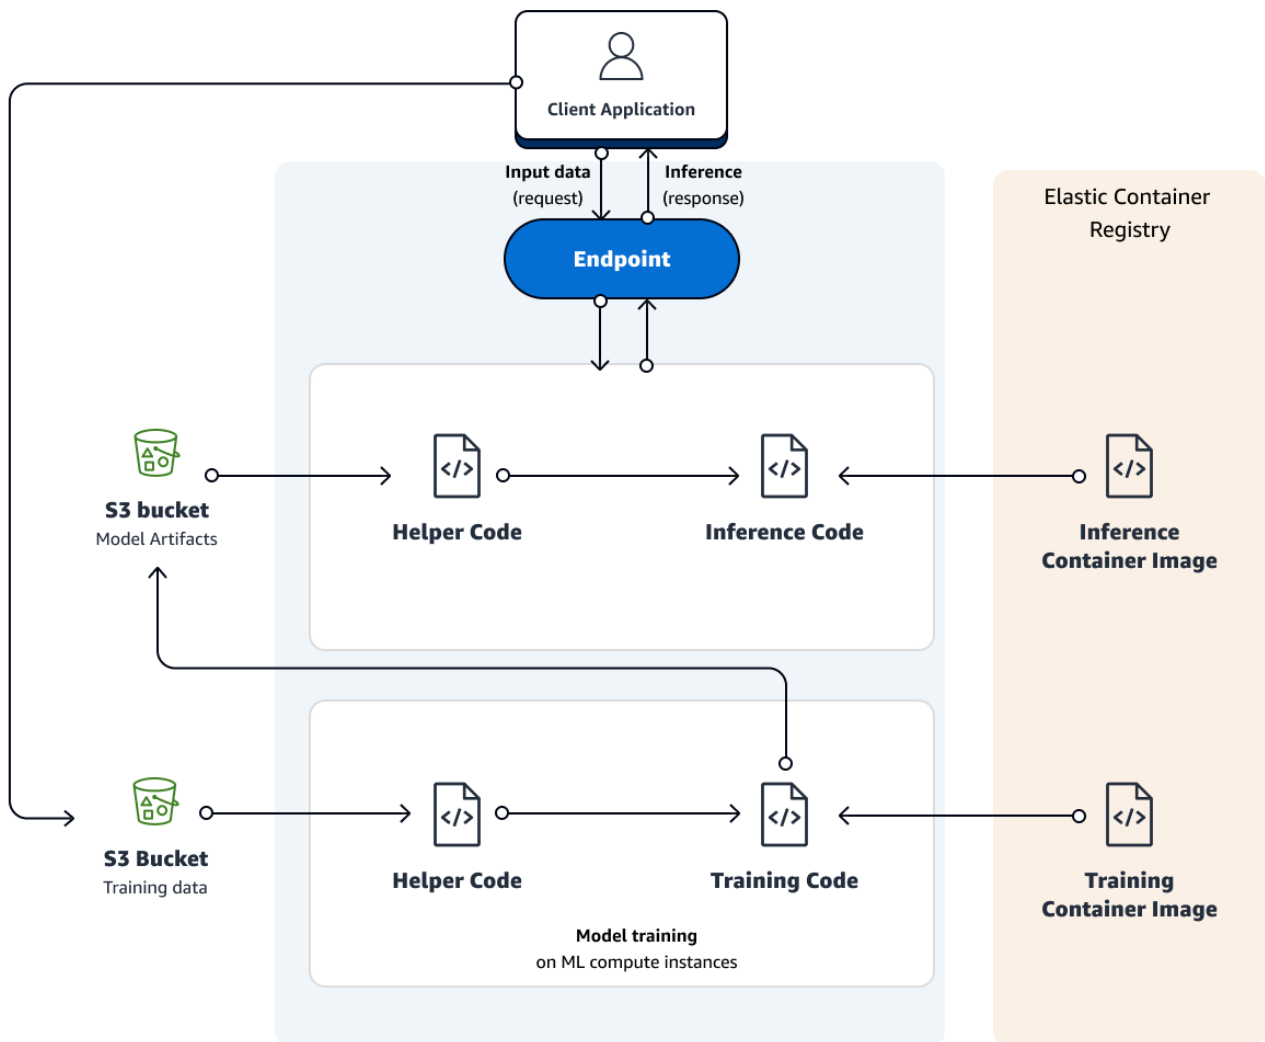 Client Application
Input data
(request)
Inference
(response)
Elastic Container
Registry
Endpoint
</>
</>
</>
S3 bucket
Model Artifacts
Helper Code
Inference Code
Inference
Container Image
</>
</>
</>
S3 Bucket
Training data
Helper Code
Training Code
Training
Container Image
Model training
on ML compute instances